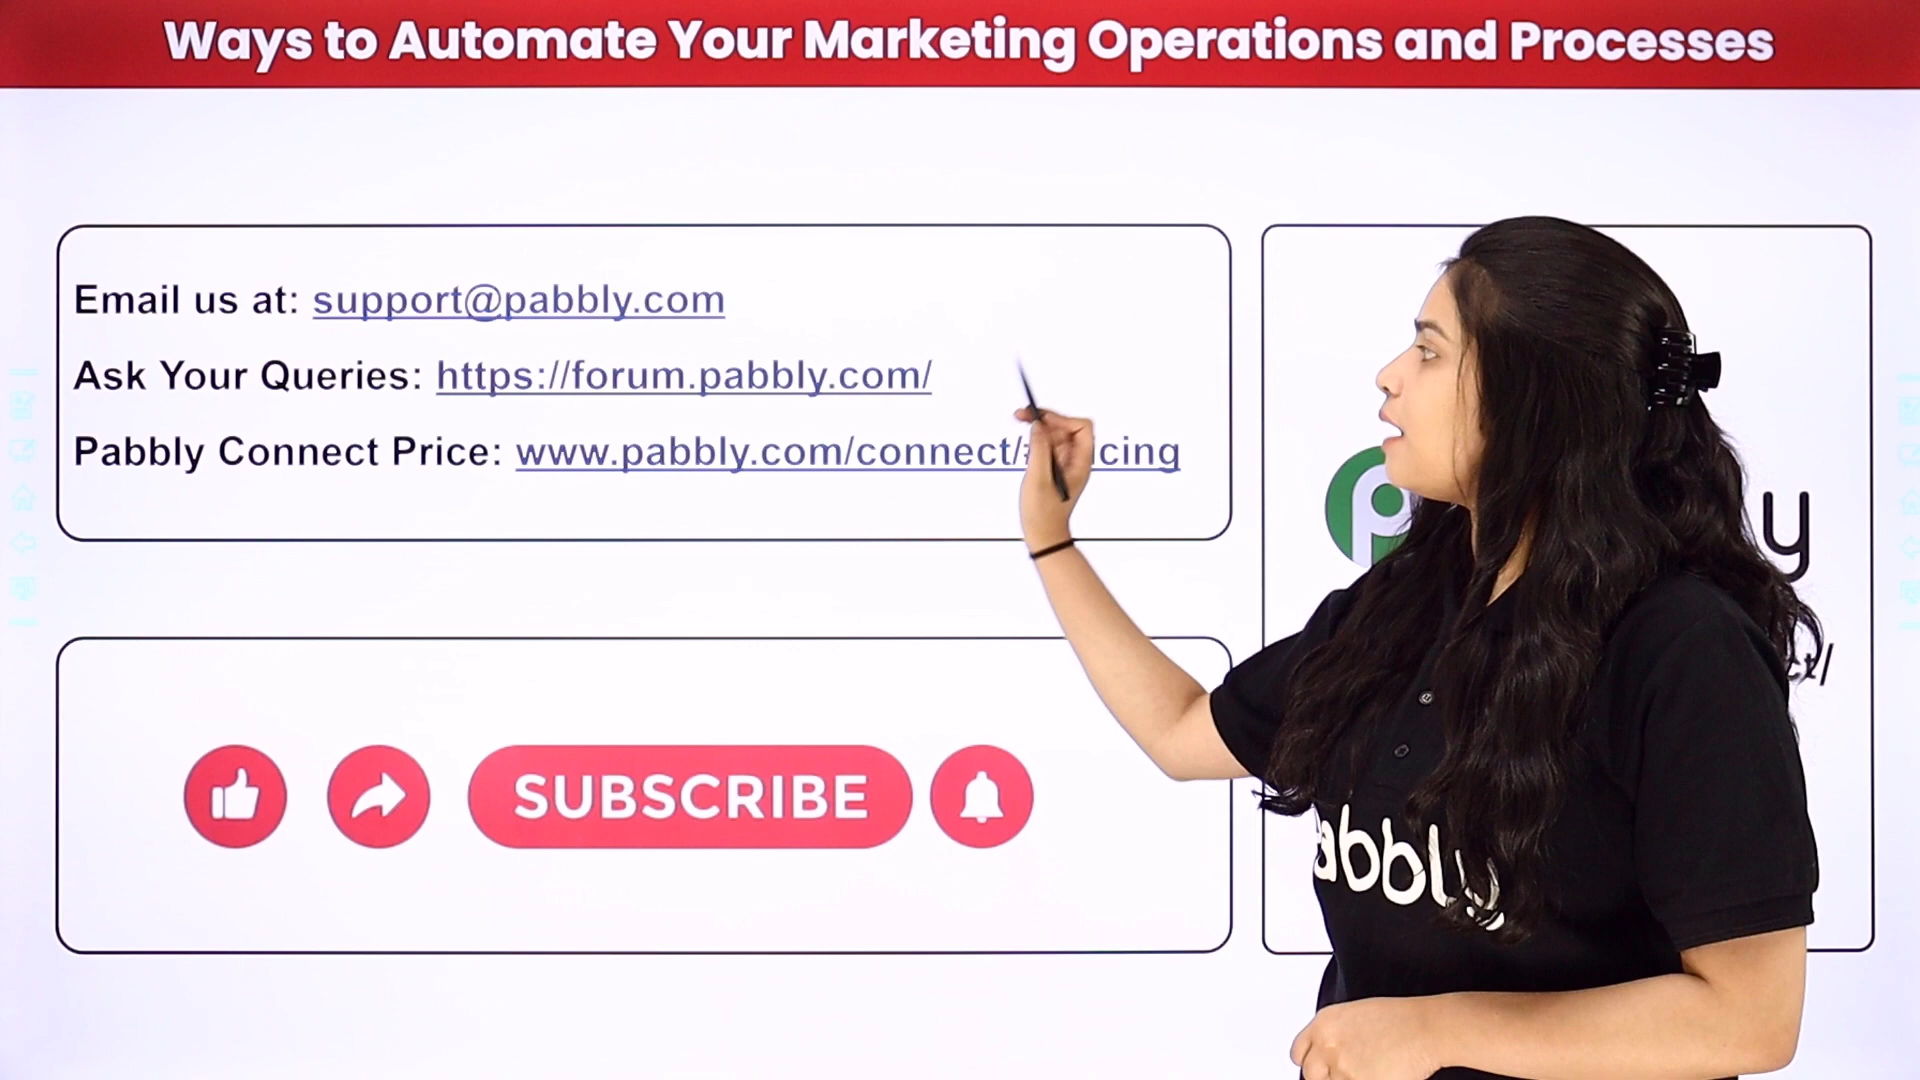 Ways to Automate Your Marketing Operations and Processes
Email us at: support@pabbly.com
Ask Your Queries: https://forum.pabbly.com/
Pabbly Connect Price: www.pabbly.com/connect/
SUBSCRIBE